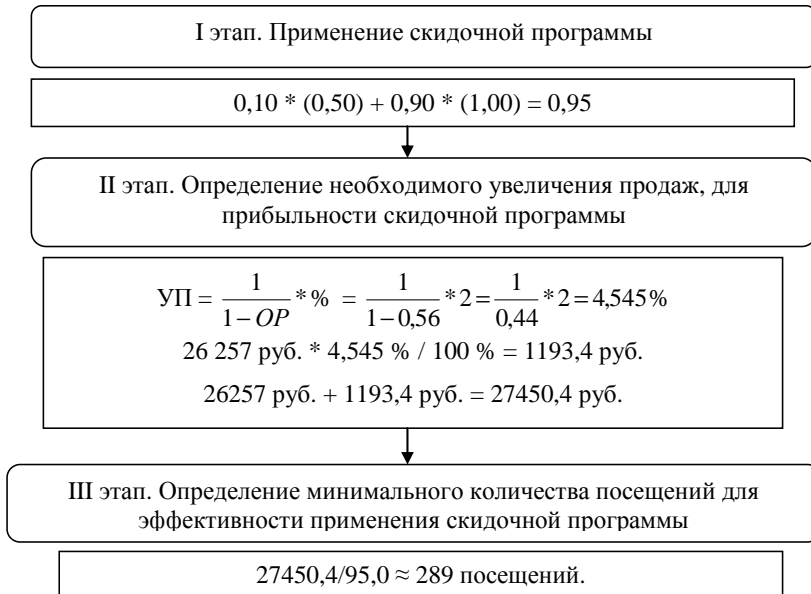 I этап. Применение скидочной программы
0,10 * (0,50) + 0,90 * (1,00) = 0,95
II этап. Определение необходимого увеличения продаж, для
прибыльности скидочной программы
УП = 1/(1−OP) * % = 1/(1−0,56) * 2 = 1/0,44 * 2 = 4,545%
26 257 руб. * 4,545 % / 100 % = 1193,4 руб.
26257 руб. + 1193,4 руб. = 27450,4 руб.
III этап. Определение минимального количества посещений для
эффективности применения скидочной программы
27450,4/95,0 ≈ 289 посещений.